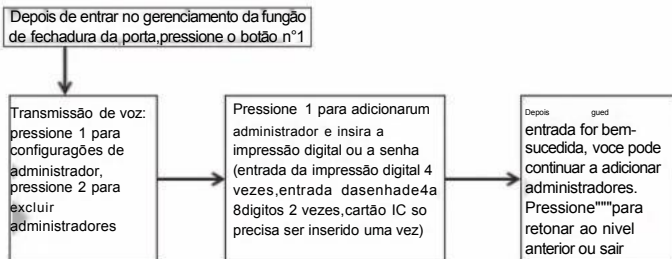 Depois de entrar no gerenciamento da fungão
de fechadura da porta,pressione o botão n°1
Transmissão de voz:
pressione 1 para
configuragões de
administrador,
pressione 2 para
excluir
administradores
Pressione 1 para adicionarum
administrador e insira a
impressão digital ou a senha
(entrada da impressão digital 4
vezes,entrada dasenhade4a
8digitos 2 vezes,cartão IC so
precisa ser inserido uma vez)
Depois gued
entrada for bem-
sucedida, voce pode
continuar a adicionar
administradores.
Pressione"""para
retonar ao nivel
anterior ou sair